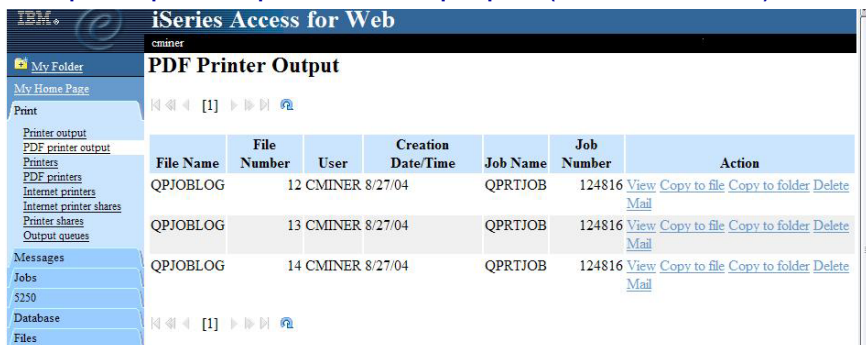 IBM®
iSeries Access for Web
cminer
My Folder
My Home Page
Print
Printer output
PDF printer output
Printers
PDF printers
Internet printers
Internet printer shares
Printer shares
Output queues
Messages
Jobs
5250
Database
Files
PDF Printer Output
[1]
File Name File Number User Creation Date/Time Job Name Job Number Action
QPJOBLOG 12 CMINER 8/27/04 QPRTJOB 124816 View Copy to file Copy to folder Delete
Mail
QPJOBLOG 13 CMINER 8/27/04 QPRTJOB 124816 View Copy to file Copy to folder Delete
Mail
QPJOBLOG 14 CMINER 8/27/04 QPRTJOB 124816 View Copy to file Copy to folder Delete
Mail
[1]